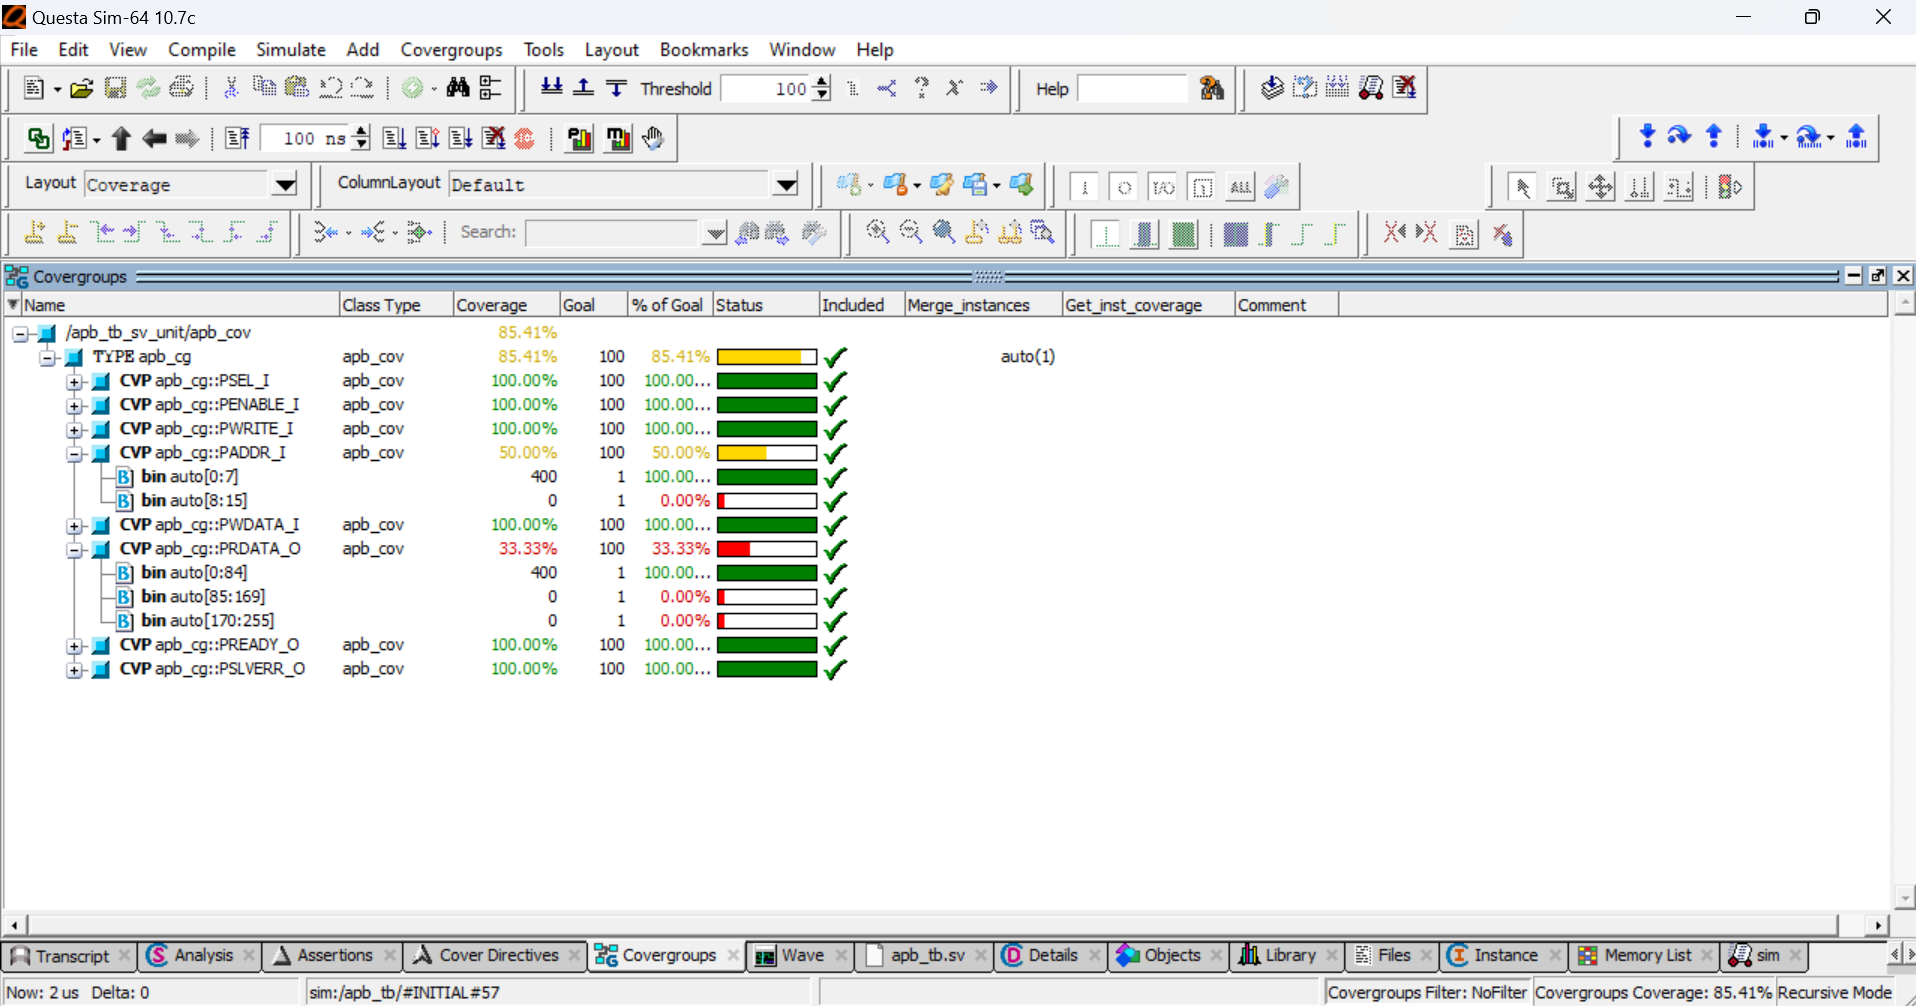 Questa Sim-64 10.7c
File Edit View Compile Simulate Add Covergroups Tools Layout Bookmarks Window Help
Threshold 100 Help
100 ns
Layout Coverage ColumnLayout Default ALL
Search:
Covergroups
Name Class Type Coverage Goal % of Goal Status Included Merge_instances Get_inst_coverage Comment
/apb_tb_sv_unit/apb_cov 85.41%
TYPE apb_cg apb_cov 85.41% 100 85.41% auto(1)
CVP apb_cg::PSEL_I apb_cov 100.00% 100 100.00...
CVP apb_cg::PENABLE_I apb_cov 100.00% 100 100.00...
CVP apb_cg::PWRITE_I apb_cov 100.00% 100 100.00...
CVP apb_cg::PADDR_I apb_cov 50.00% 100 50.00%
B] bin auto[0:7] 400 1 100.00...
B] bin auto[8:15] 0 1 0.00%
CVP apb_cg::PWDATA_I apb_cov 100.00% 100 100.00...
CVP apb_cg::PRDATA_O apb_cov 33.33% 100 33.33%
B] bin auto[0:84] 400 1 100.00...
B] bin auto[85:169] 0 1 0.00%
B] bin auto[170:255] 0 1 0.00%
CVP apb_cg::PREADY_O apb_cov 100.00% 100 100.00...
CVP apb_cg::PSLVERR_O apb_cov 100.00% 100 100.00...
Transcript Analysis Assertions Cover Directives Covergroups Wave apb_tb.sv Details Objects Library Files Instance Memory List sim
Now: 2 us Delta: 0 sim:/apb_tb/#INITIAL#57 Covergroups Filter: NoFilter Covergroups Coverage: 85.41% Recursive Mode